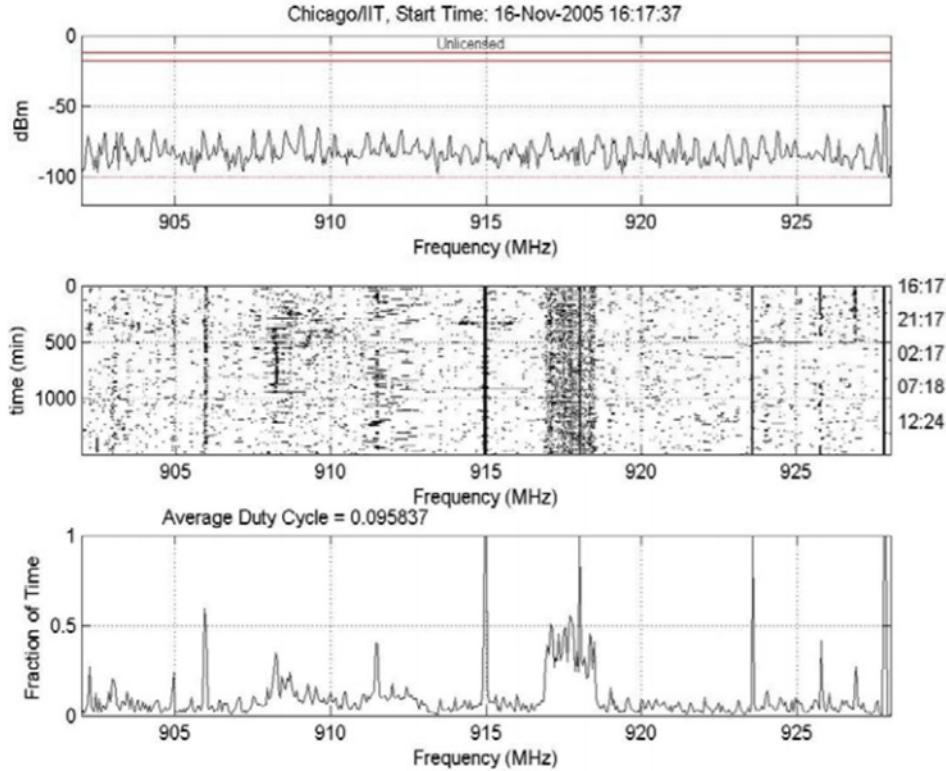 Chicago/IIT, Start Time: 16-Nov-2005 16:17:37
Unlicensed
0
-50
-100
dBm
905 910 915 920 925
Frequency (MHz)
0
500
1000
time (min)
16:17
21:17
02:17
07:18
12:24
905 910 915 920 925
Frequency (MHz)
Average Duty Cycle = 0.095837
1
0.5
0
Fraction of Time
905 910 915 920 925
Frequency (MHz)